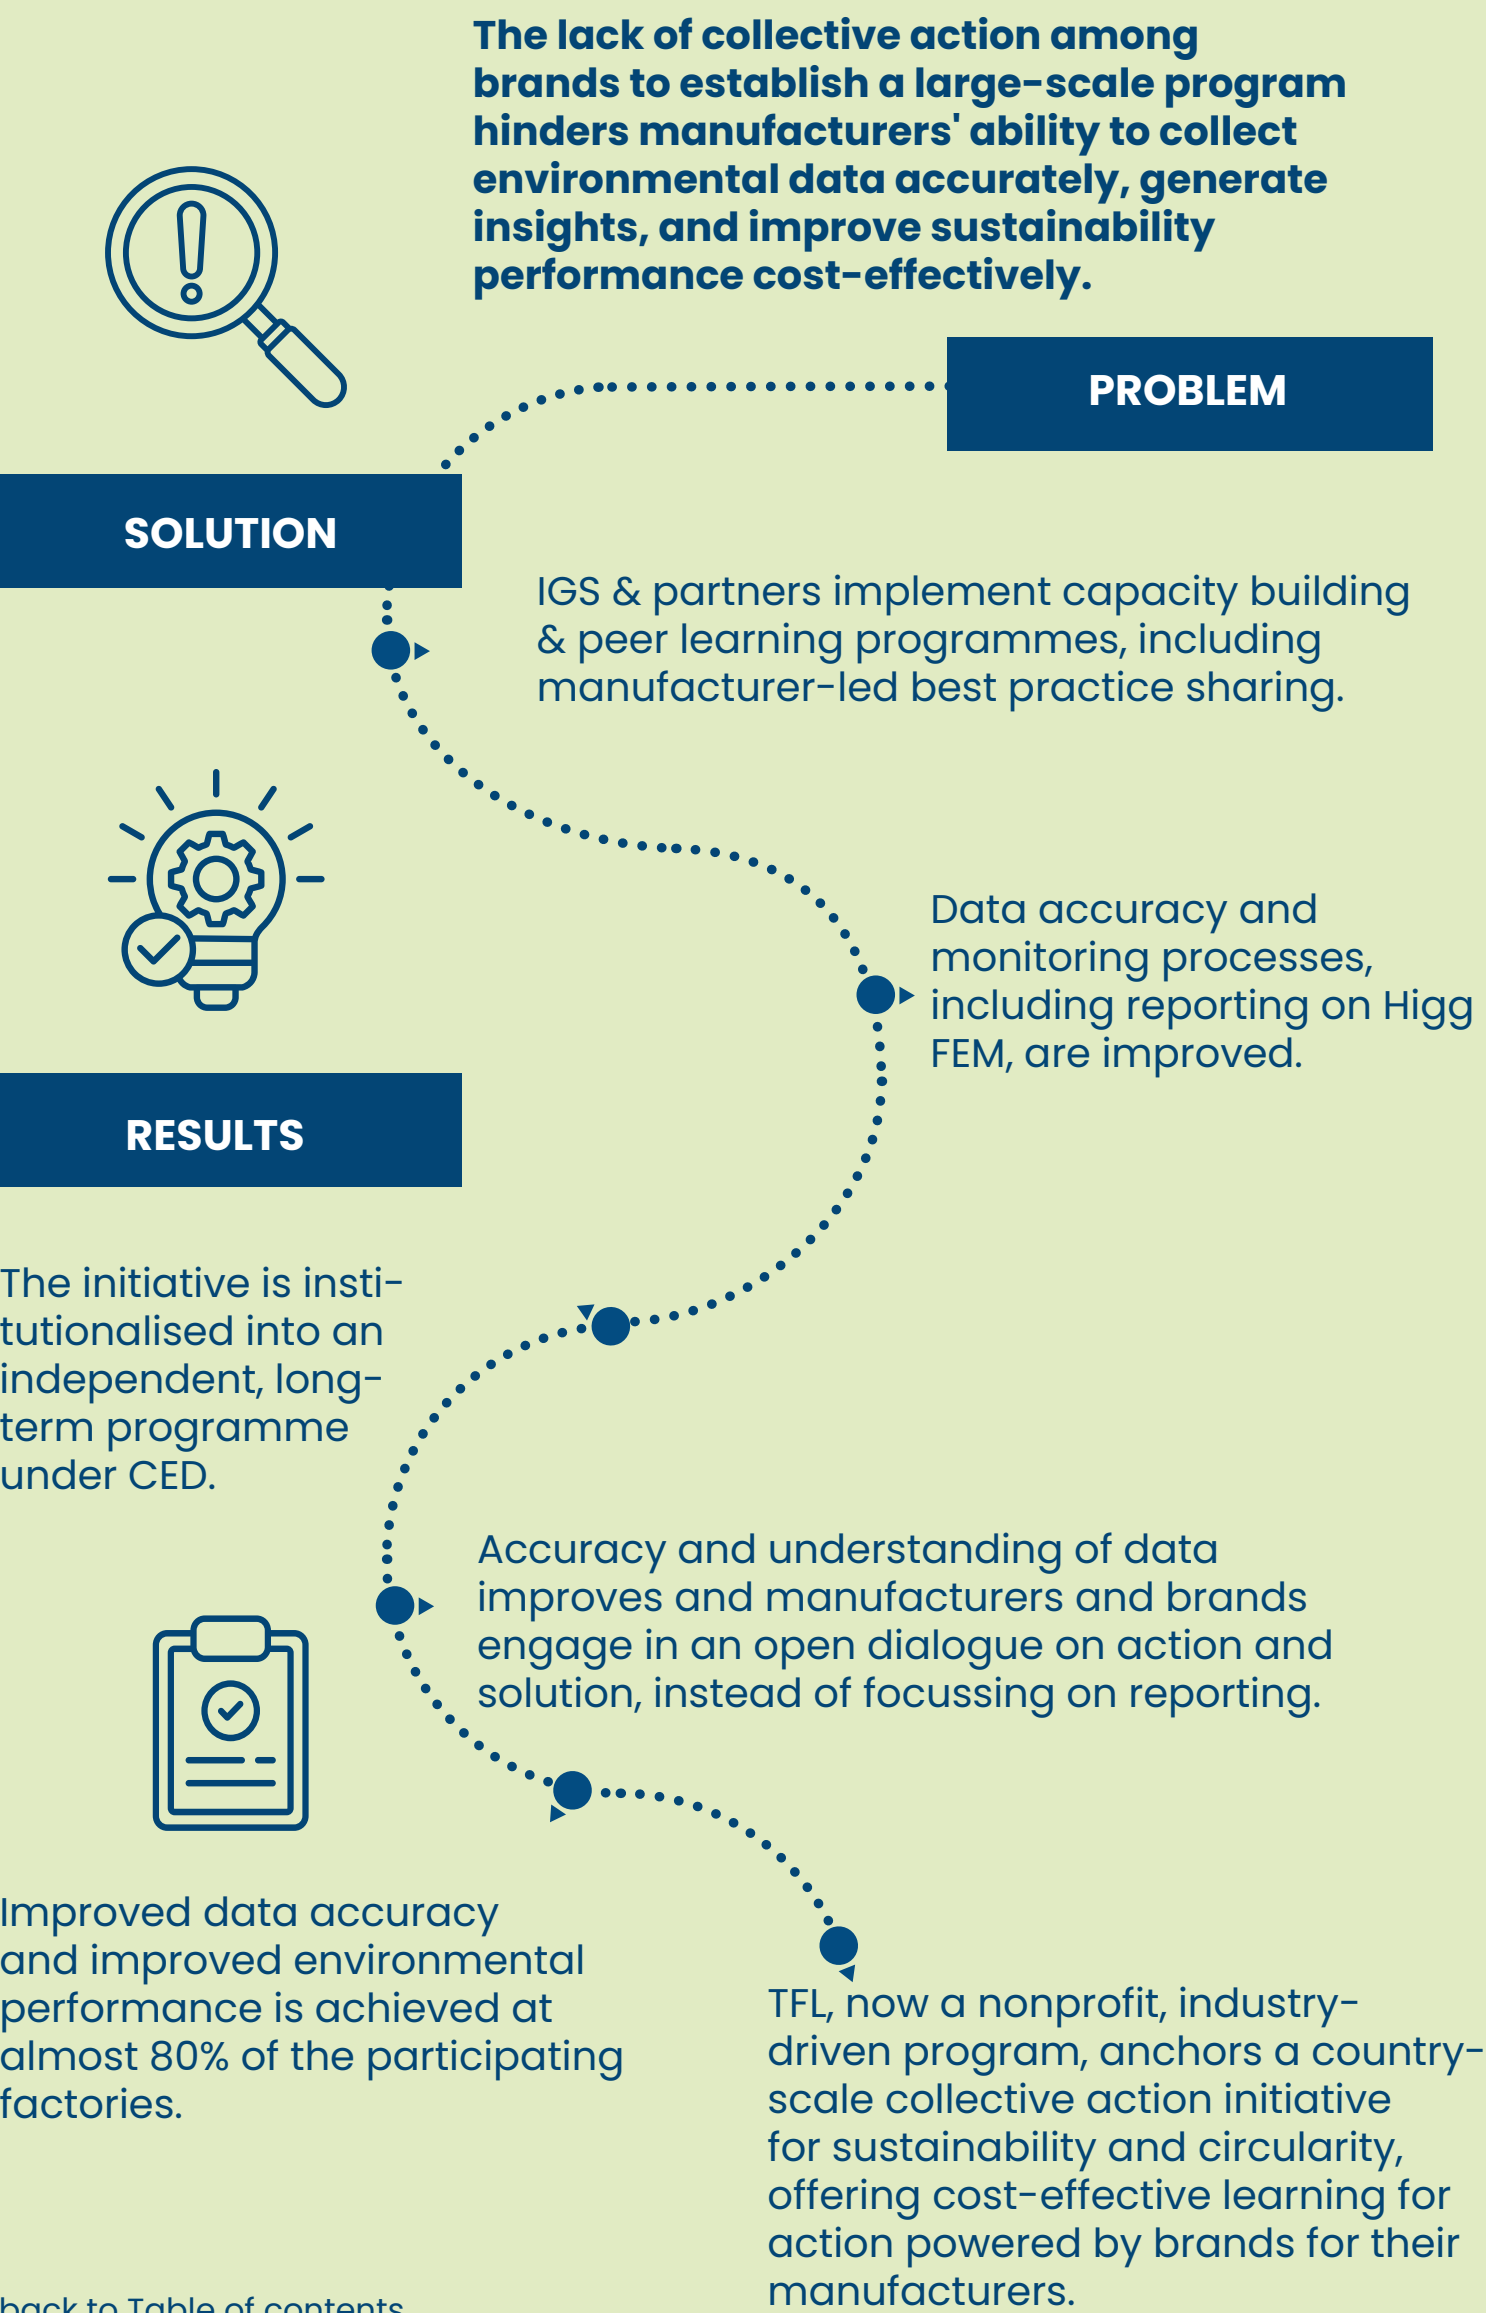 The lack of collective action among
brands to establish a large-scale program
hinders manufacturers' ability to collect
environmental data accurately, generate
insights, and improve sustainability
performance cost-effectively.
PROBLEM
SOLUTION
IGS & partners implement capacity building
& peer learning programmes, including
manufacturer-led best practice sharing.
Data accuracy and
monitoring processes,
including reporting on Higg
FEM, are improved.
RESULTS
The initiative is insti-
tutionalised into an
independent, long-
term programme
under CED.
Accuracy and understanding of data
improves and manufacturers and brands
engage in an open dialogue on action and
solution, instead of focussing on reporting.
Improved data accuracy
and improved environmental
performance is achieved at
almost 80% of the participating
factories.
TFL, now a nonprofit, industry-
driven program, anchors a country-
scale collective action initiative
for sustainability and circularity,
offering cost-effective learning for
action powered by brands for their
manufacturers.
back to Table of contents